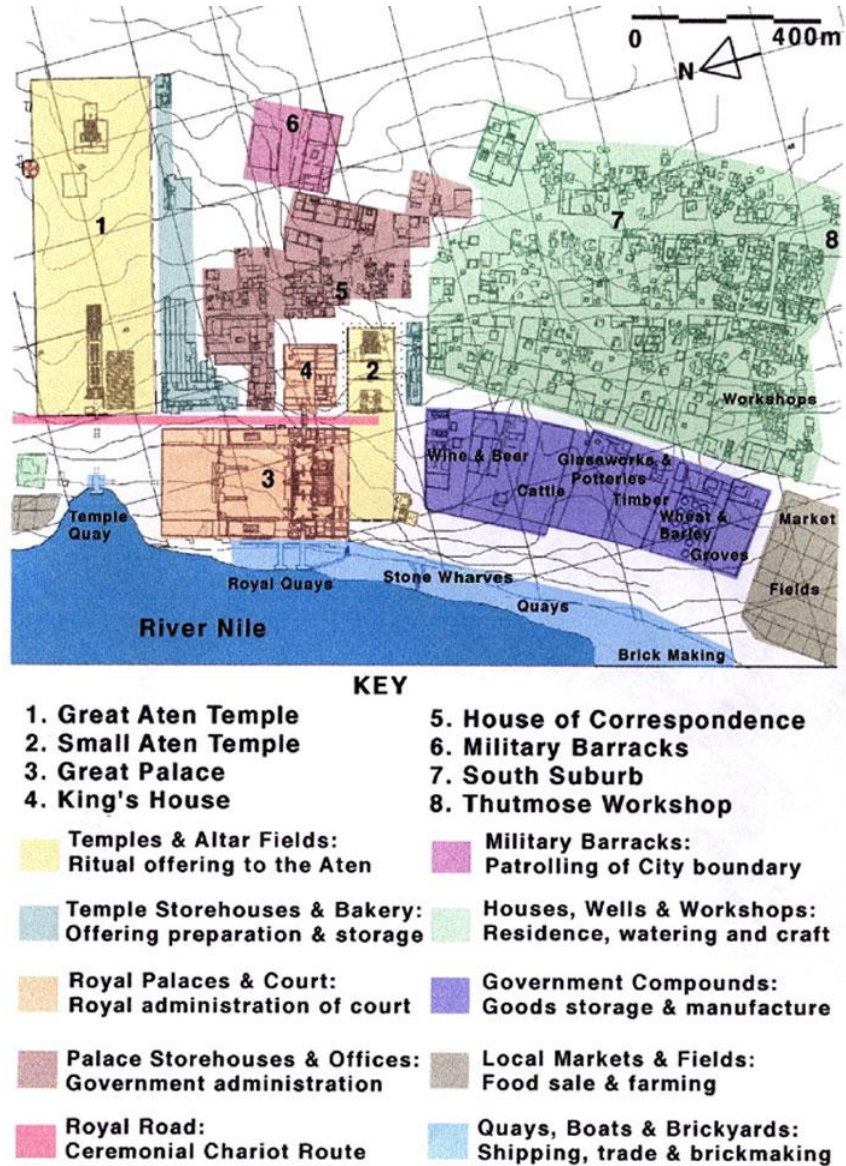 0 400m
N
6
1
7
8
5
4
2
Workshops
Wine & Beer
Glassworks &
Potteries
3
Cattle
Timber
Wheat &
Barley
Market
Temple
Quay
Groves
Royal Quays
Stone Wharves
Fields
Quays
River Nile
Brick Making
KEY
1. Great Aten Temple
2. Small Aten Temple
3. Great Palace
4. King's House
5. House of Correspondence
6. Military Barracks
7. South Suburb
8. Thutmose Workshop
Temples & Altar Fields:
Ritual offering to the Aten
Temple Storehouses & Bakery:
Offering preparation & storage
Royal Palaces & Court:
Royal administration of court
Palace Storehouses & Offices:
Government administration
Royal Road:
Ceremonial Chariot Route
Military Barracks:
Patrolling of City boundary
Houses, Wells & Workshops:
Residence, watering and craft
Government Compounds:
Goods storage & manufacture
Local Markets & Fields:
Food sale & farming
Quays, Boats & Brickyards:
Shipping, trade & brickmaking